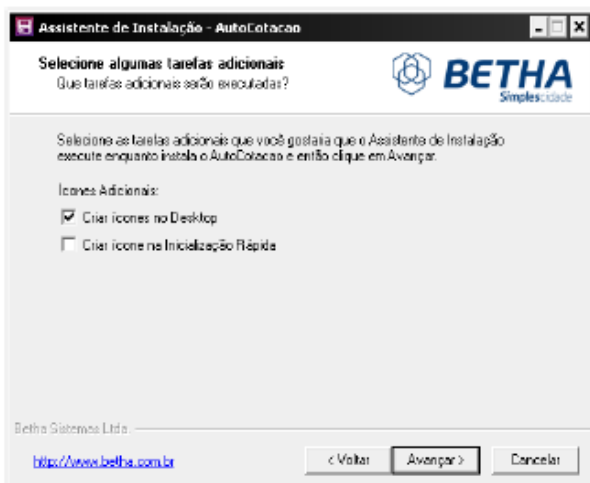 Assistente de Instalação - AutoCotacao
Selecione algumas tarefas adicionais
Que tarefas adicionais serão executadas?
BETHA
Simplescidade
Selecione as tarefas adicionais que você gostaria que o Assistente de Instalação
execute enquanto instala o AutoCotacao e então clique em Avançar.
Ícones Adicionais:
Criar ícones no Desktop
Criar ícone na Inicialização Rápida
Betha Sistemas Ltda.
http://www.betha.com.br
< Voltar
Avançar >
Cancelar